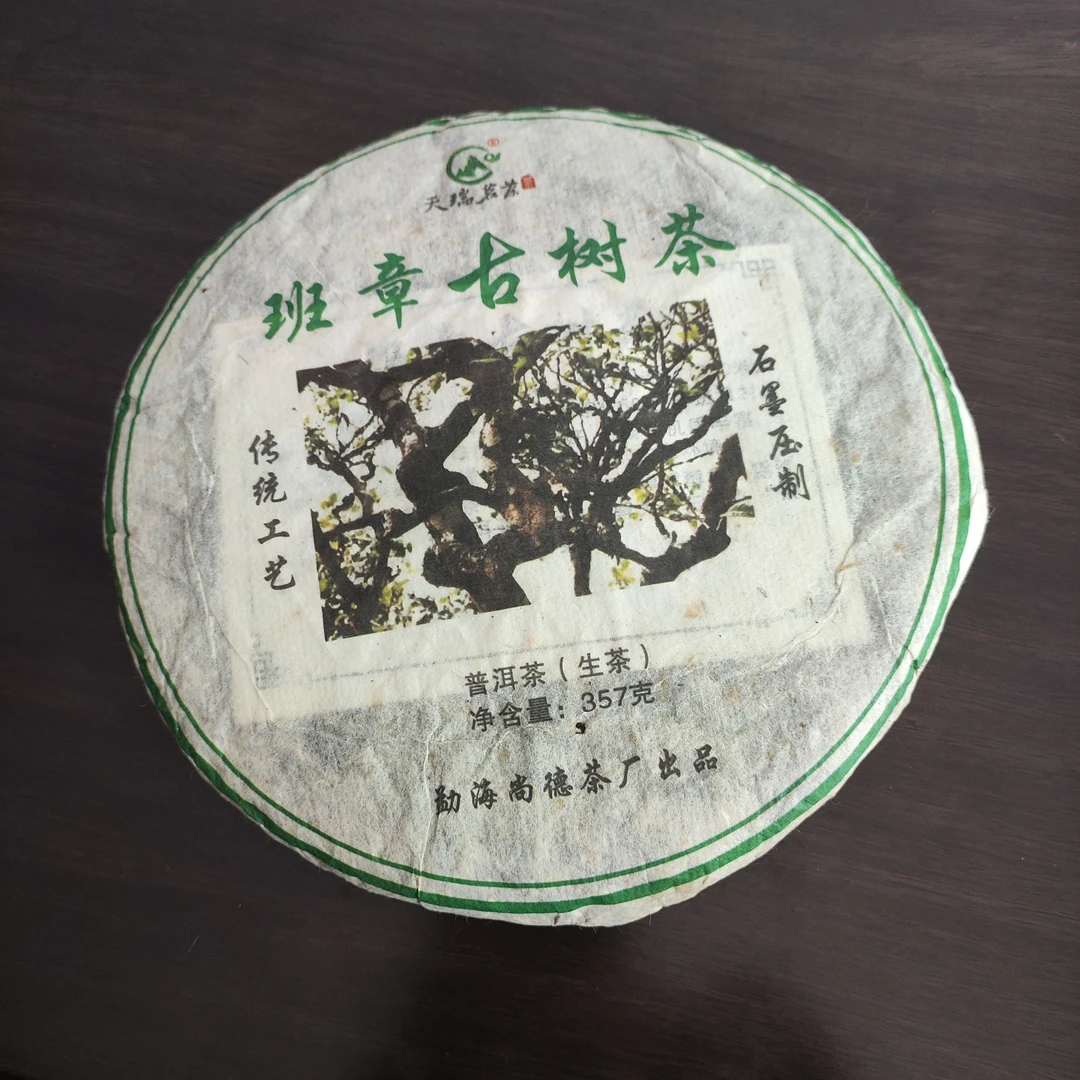 天瑞茗茶
班章古树茶
传统工艺
石墨压制
普洱茶（生茶）
净含量：357克
勐海尚德茶厂出品